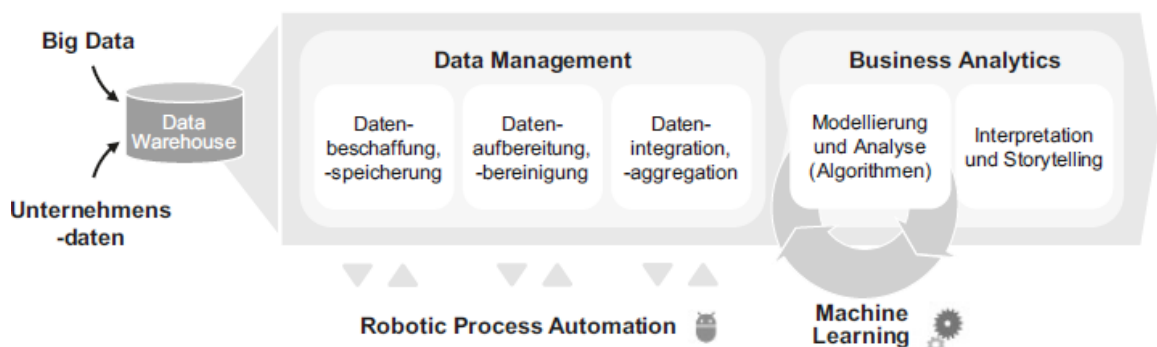 Big Data
Data
Warehouse
Unternehmens
-daten
Data Management
Daten-
beschaffung,
-speicherung
Daten-
aufbereitung,
-bereinigung
Daten-
integration,
-aggregation
Business Analytics
Modellierung
und Analyse
(Algorithmen)
Interpretation
und Storytelling
Robotic Process Automation
Machine
Learning